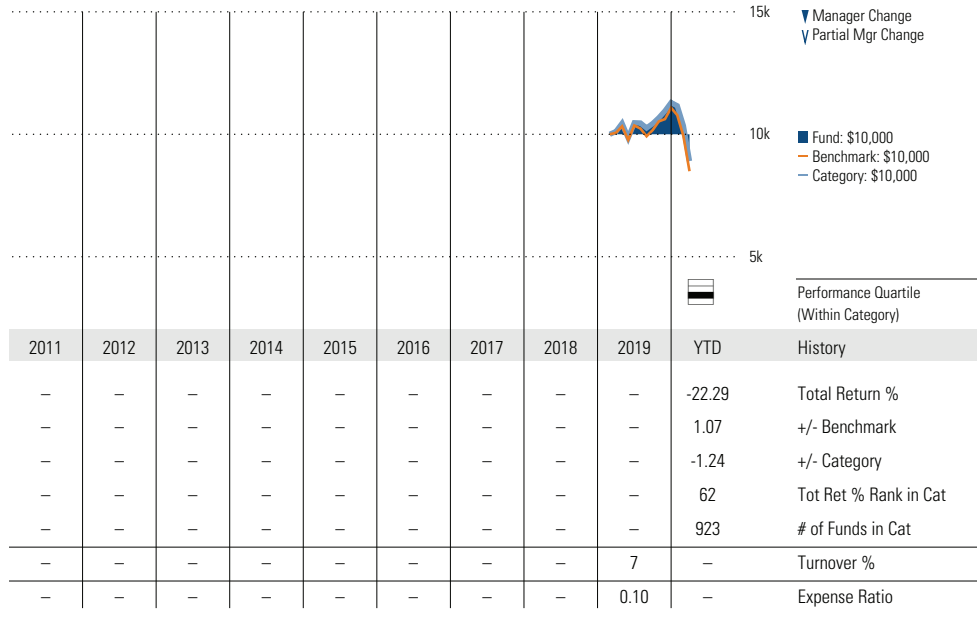 15k
▼ Manager Change
V Partial Mgr Change
10k
Fund: $10,000
Benchmark: $10,000
Category: $10,000
5k
Performance Quartile
(Within Category)
2011 2012 2013 2014 2015 2016 2017 2018 2019 YTD History
– – – – – – – – – -22.29 Total Return %
– – – – – – – – – 1.07 +/- Benchmark
– – – – – – – – – -1.24 +/- Category
– – – – – – – – – 62 Tot Ret % Rank in Cat
– – – – – – – – – 923 # of Funds in Cat
– – – – – – – – 7 – Turnover %
– – – – – – – – 0.10 – Expense Ratio